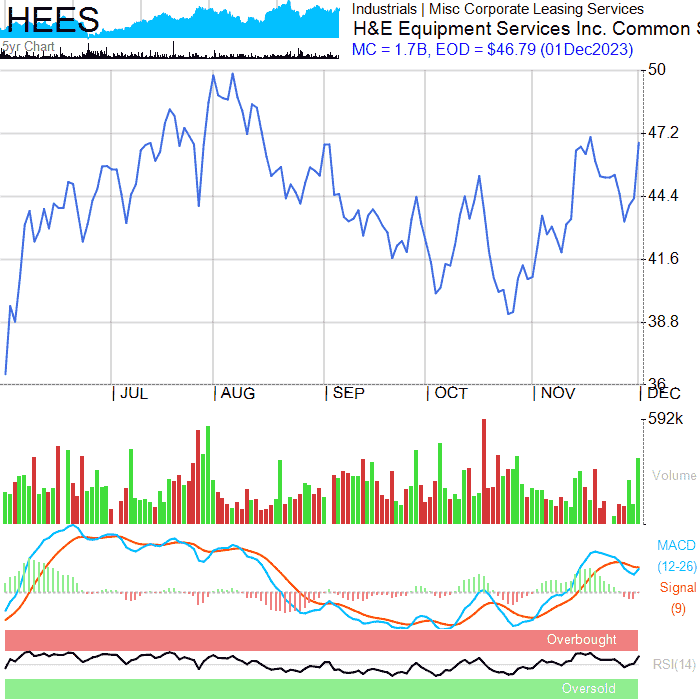 HEES
5yr Chart
Industrials | Misc Corporate Leasing Services
H&E Equipment Services Inc. Common S
MC = 1.7B, EOD = $46.79 (01Dec2023)
50
47.2
44.4
41.6
38.8
36
| JUL | AUG | SEP | OCT | NOV | DEC
592k
Volume
MACD
(12-26)
Signal
(9)
Overbought
RSI(14)
Oversold